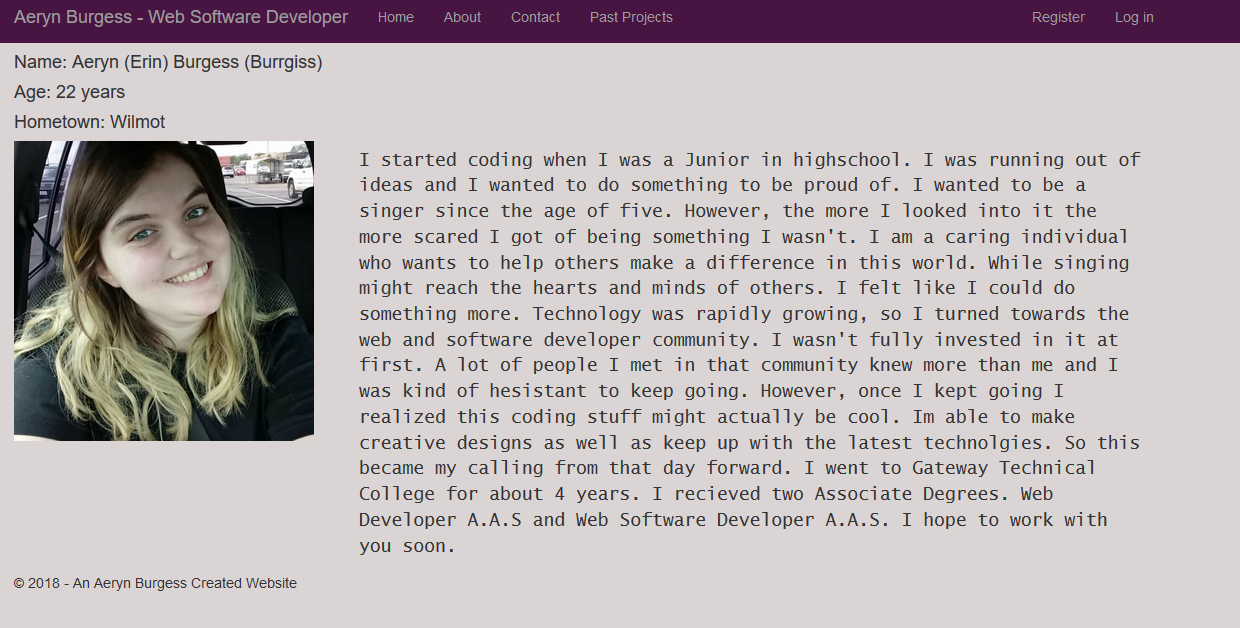 Aeryn Burgess - Web Software Developer Home About Contact Past Projects Register Log in
Name: Aeryn (Erin) Burgess (Burrgiss)
Age: 22 years
Hometown: Wilmot
I started coding when I was a Junior in highschool. I was running out of
ideas and I wanted to do something to be proud of. I wanted to be a
singer since the age of five. However, the more I looked into it the
more scared I got of being something I wasn't. I am a caring individual
who wants to help others make a difference in this world. While singing
might reach the hearts and minds of others. I felt like I could do
something more. Technology was rapidly growing, so I turned towards the
web and software developer community. I wasn't fully invested in it at
first. A lot of people I met in that community knew more than me and I
was kind of hesistant to keep going. However, once I kept going I
realized this coding stuff might actually be cool. Im able to make
creative designs as well as keep up with the latest technolgies. So this
became my calling from that day forward. I went to Gateway Technical
College for about 4 years. I recieved two Associate Degrees. Web
Developer A.A.S and Web Software Developer A.A.S. I hope to work with
you soon.
© 2018 - An Aeryn Burgess Created Website